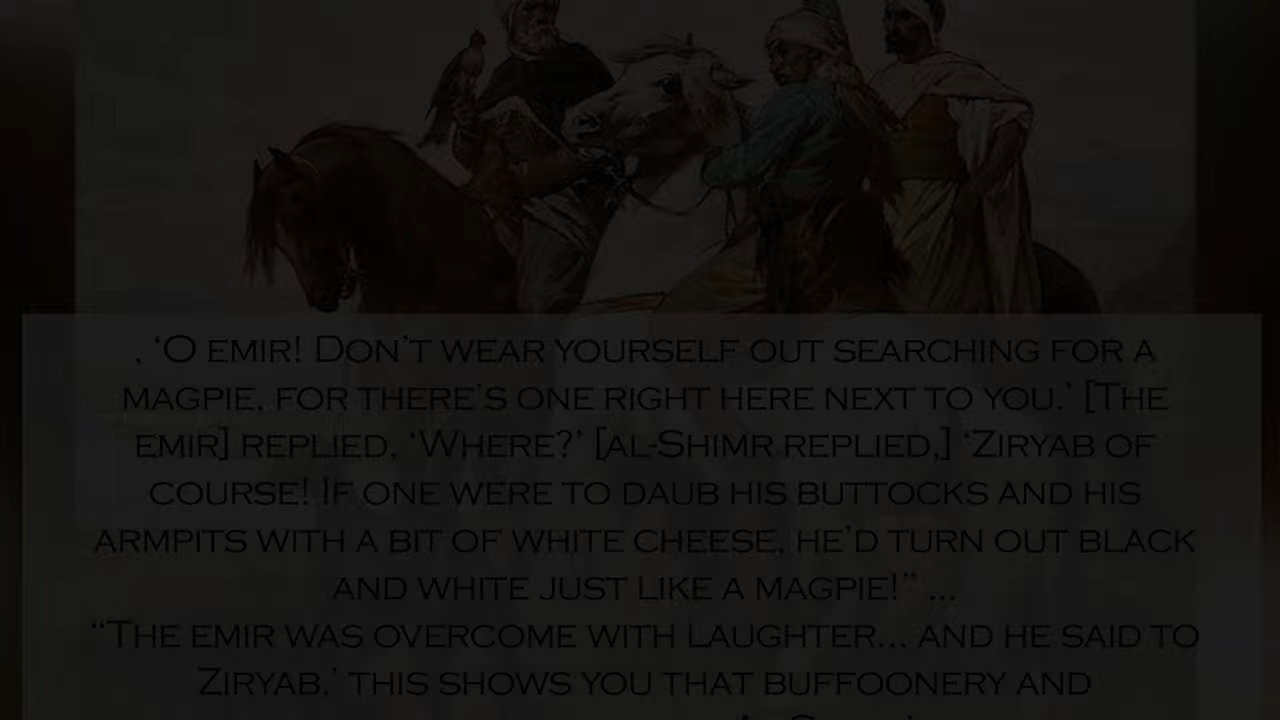 , ‘O EMIR! DON’T WEAR YOURSELF OUT SEARCHING FOR A
MAGPIE, FOR THERE’S ONE RIGHT HERE NEXT TO YOU.’ [THE
EMIR] REPLIED, ‘WHERE?’ [AL-SHIMR REPLIED,] ‘ZIRYAB OF
COURSE! IF ONE WERE TO DAUB HIS BUTTOCKS AND HIS
ARMPITS WITH A BIT OF WHITE CHEESE, HE’D TURN OUT BLACK
AND WHITE JUST LIKE A MAGPIE!” ...
“THE EMIR WAS OVERCOME WITH LAUGHTER... AND HE SAID TO
ZIRYAB,’ THIS SHOWS YOU THAT BUFFOONERY AND